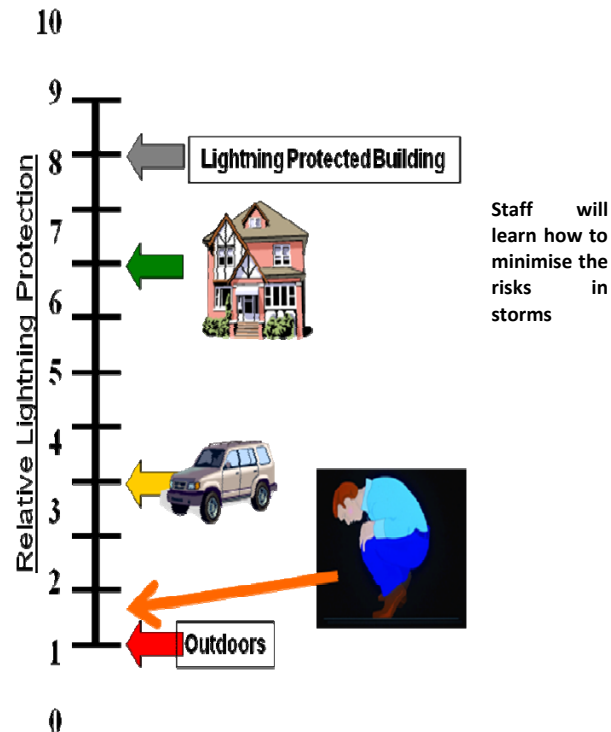 10
9
Lightning Protected Building
8
7
Staff will
learn how to
minimise the
risks in
storms
6
5
4
3
2
1
Outdoors
0
Relative Lightning Protection